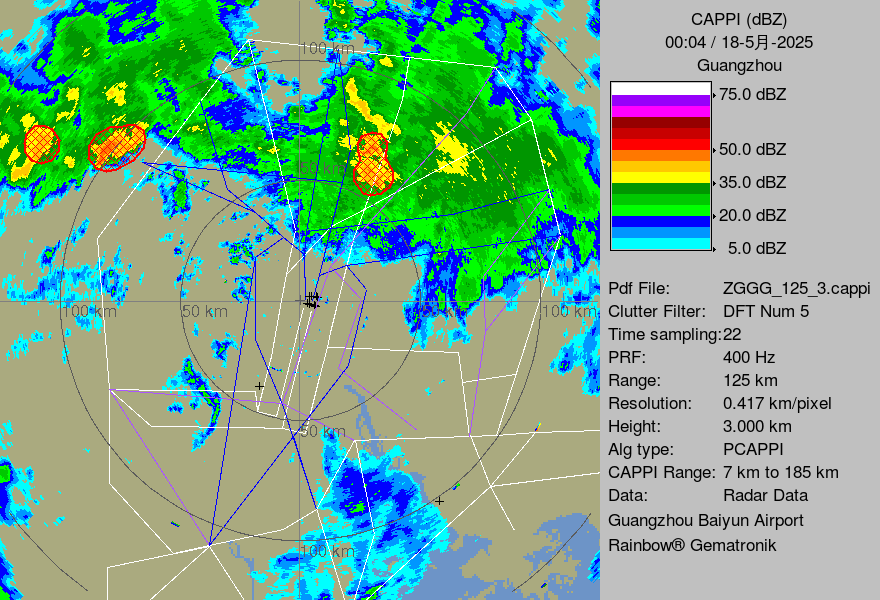 CAPPI (dBZ)
00:04 / 18-5月-2025
Guangzhou
75.0 dBZ
50.0 dBZ
35.0 dBZ
20.0 dBZ
5.0 dBZ
Pdf File: ZGGG_125_3.cappi
Clutter Filter: DFT Num 5
Time sampling:22
PRF: 400 Hz
Range: 125 km
Resolution: 0.417 km/pixel
Height: 3.000 km
Alg type: PCAPPI
CAPPI Range: 7 km to 185 km
Data: Radar Data
Guangzhou Baiyun Airport
Rainbow® Gematronik
100 km
50 km
100 km
50 km
50 km
100 km
50 km
100 km